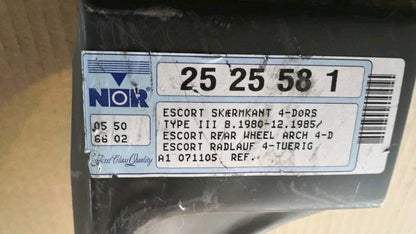 25 25 58 1
NOR
05 50
66 02
First Class Quality
ESCORT SKÆRMKANT 4-DØRS
TYPE III 8.1980-12.1985/
ESCORT REAR WHEEL ARCH 4-D
ESCORT RADLAUF 4-TUERIG
A1 071105 REF.